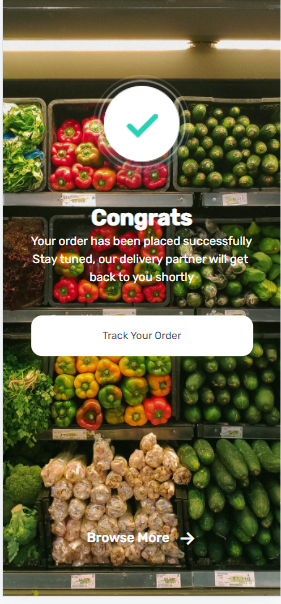 Congrats
Your order has been placed successfully
Stay tuned, our delivery partner will get
back to you shortly
Track Your Order
Browse More